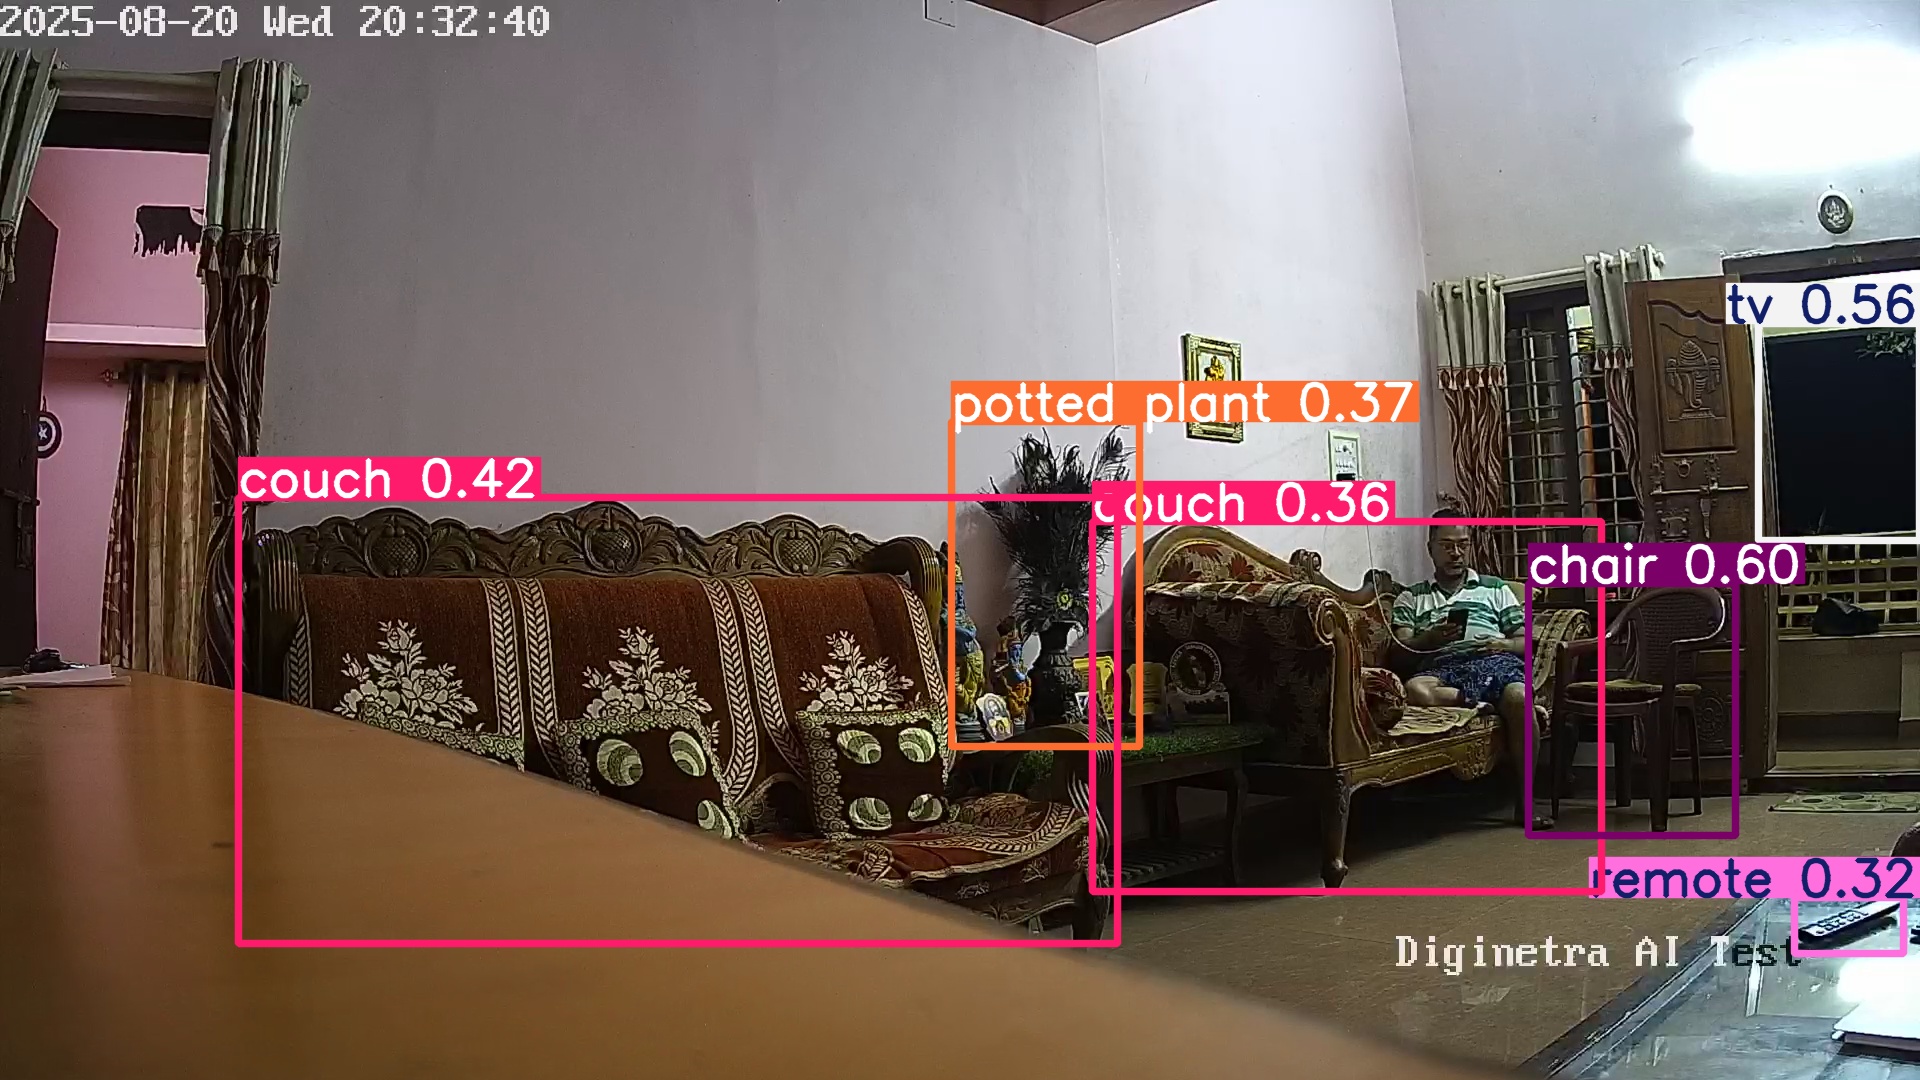 2025-08-20 Wed 20:32:40
tv 0.56
potted plant 0.37
couch 0.42
couch 0.36
chair 0.60
remote 0.32
Diginetra AI Test